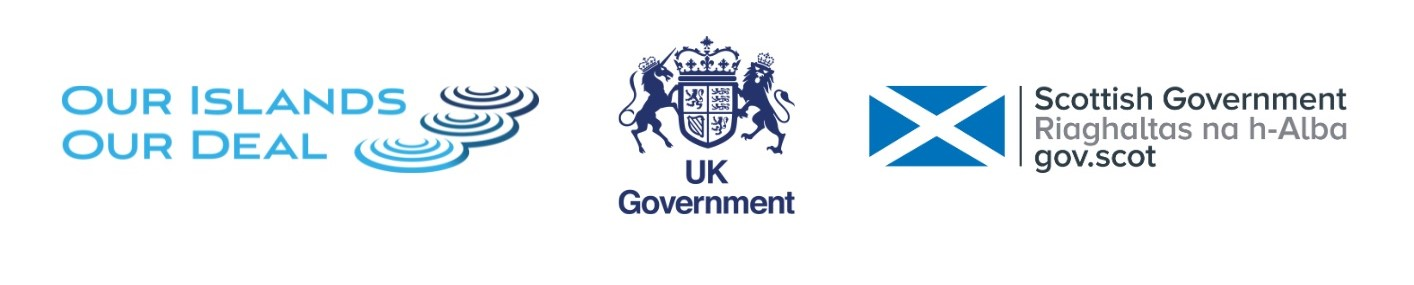 OUR ISLANDS
OUR DEAL
UK
Government
Scottish Government
Riaghaltas na h-Alba
gov.scot